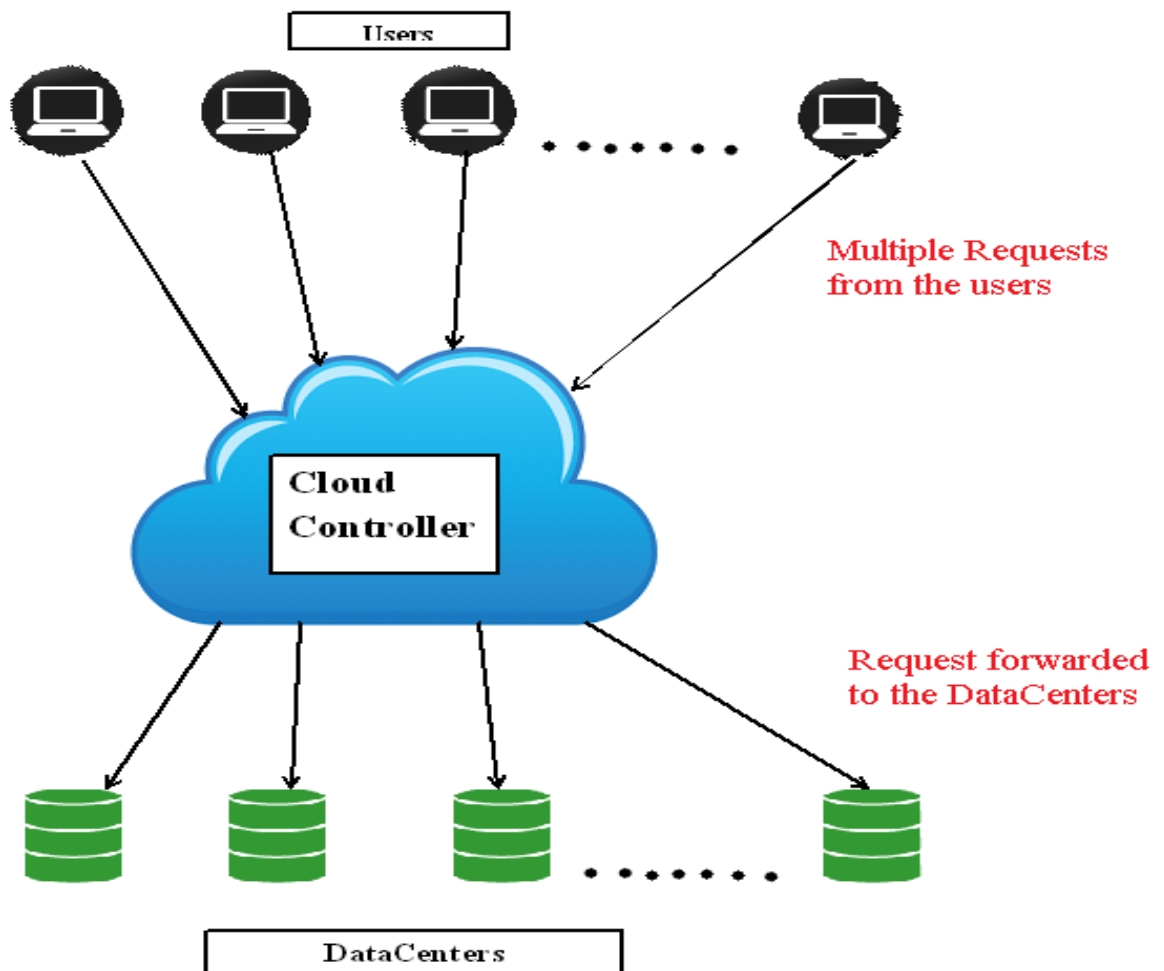 Users
Multiple Requests
from the users
Cloud
Controller
Request forwarded
to the DataCenters
DataCenters